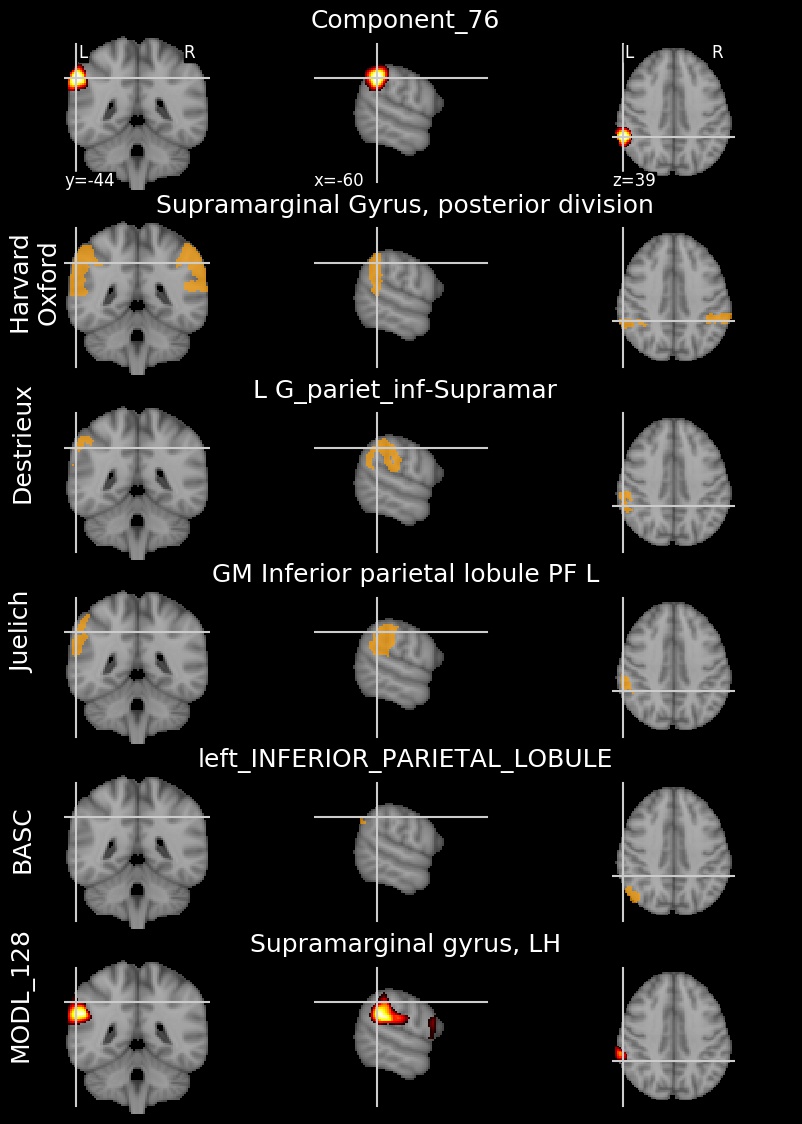 Component_76
L
R
L
R
y=-44
x=-60
z=39
Supramarginal Gyrus, posterior division
Harvard
Oxford
L G_pariet_inf-Supramar
Destrieux
GM Inferior parietal lobule PF L
Juelich
left_INFERIOR_PARIETAL_LOBULE
BASC
Supramarginal gyrus, LH
MODL_128